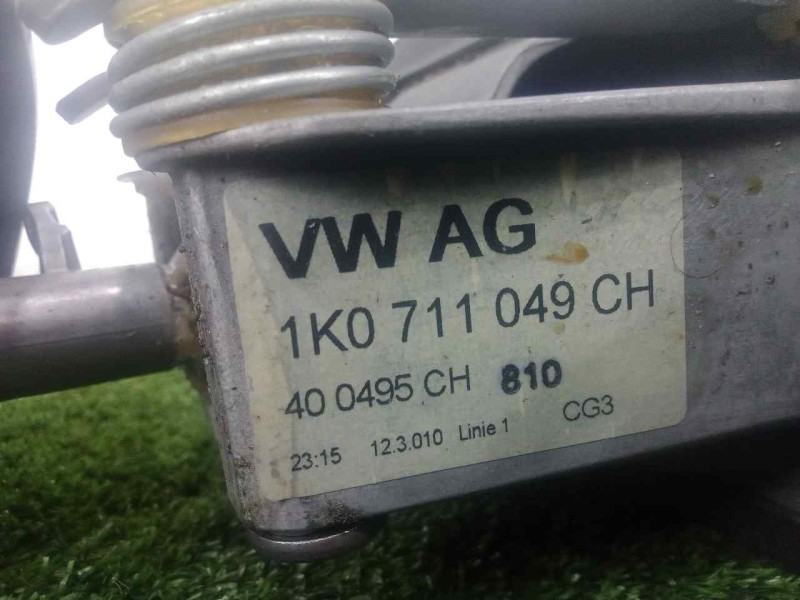 VW AG
1K0 711 049 CH
40 0495 CH 810
23:15 12.3.010 Linie 1 CG3